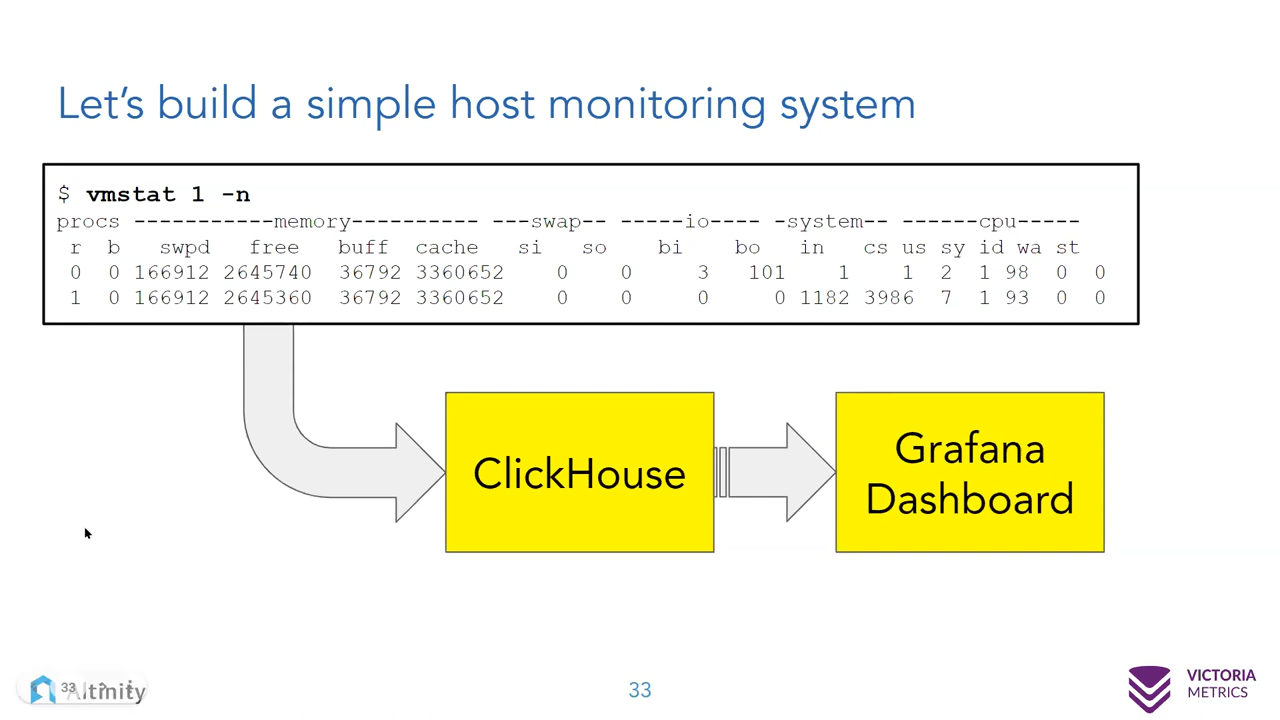 Let's build a simple host monitoring system
$ vmstat 1 -n
procs -----------memory---------- ---swap-- -----io---- -system-- ------cpu-----
r b swpd free buff cache si so bi bo in cs us sy id wa st
0 0 166912 2645740 36792 3360652 0 0 3 101 1 1 2 1 98 0 0
1 0 166912 2645360 36792 3360652 0 0 0 0 1182 3986 7 1 93 0 0
ClickHouse
Grafana
Dashboard
33
Altinity
33
VICTORIA
METRICS